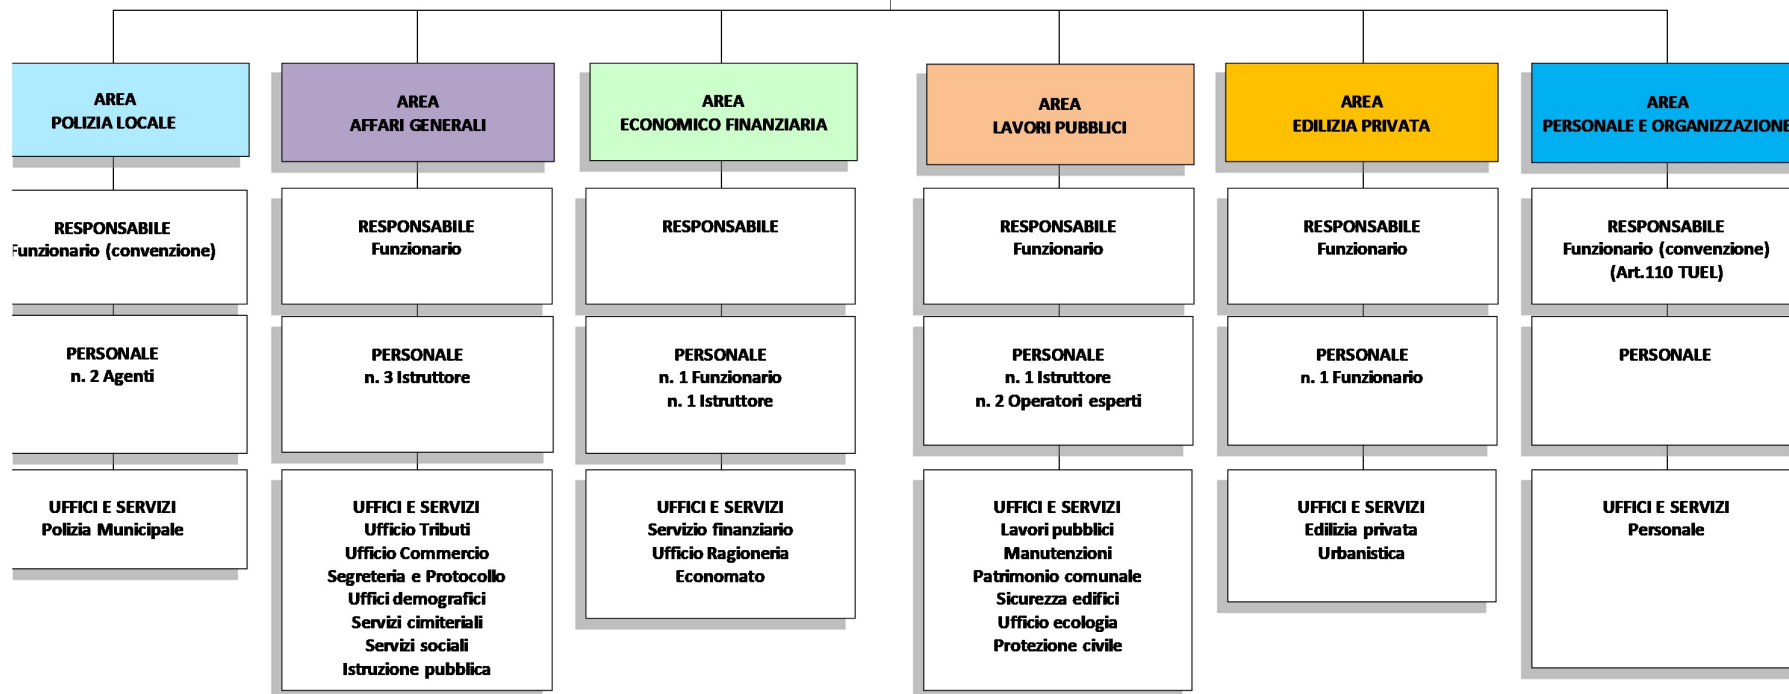 AREA
POLIZIA LOCALE
AREA
AFFARI GENERALI
AREA
ECONOMICO FINANZIARIA
AREA
LAVORI PUBBLICI
AREA
EDILIZIA PRIVATA
AREA
PERSONALE E ORGANIZZAZIONE
RESPONSABILE
Funzionario (convenzione)
RESPONSABILE
Funzionario
RESPONSABILE
RESPONSABILE
Funzionario
RESPONSABILE
Funzionario
RESPONSABILE
Funzionario (convenzione)
(Art.110 TUEL)
PERSONALE
n. 2 Agenti
PERSONALE
n. 3 Istruttore
PERSONALE
n. 1 Funzionario
n. 1 Istruttore
PERSONALE
n. 1 Istruttore
n. 2 Operatori esperti
PERSONALE
n. 1 Funzionario
PERSONALE
UFFICI E SERVIZI
Polizia Municipale
UFFICI E SERVIZI
Ufficio Tributi
Ufficio Commercio
Segreteria e Protocollo
Uffici demografici
Servizi cimiteriali
Servizi sociali
Istruzione pubblica
UFFICI E SERVIZI
Servizio finanziario
Ufficio Ragioneria
Economato
UFFICI E SERVIZI
Lavori pubblici
Manutenzioni
Patrimonio comunale
Sicurezza edifici
Ufficio ecologia
Protezione civile
UFFICI E SERVIZI
Edilizia privata
Urbanistica
UFFICI E SERVIZI
Personale